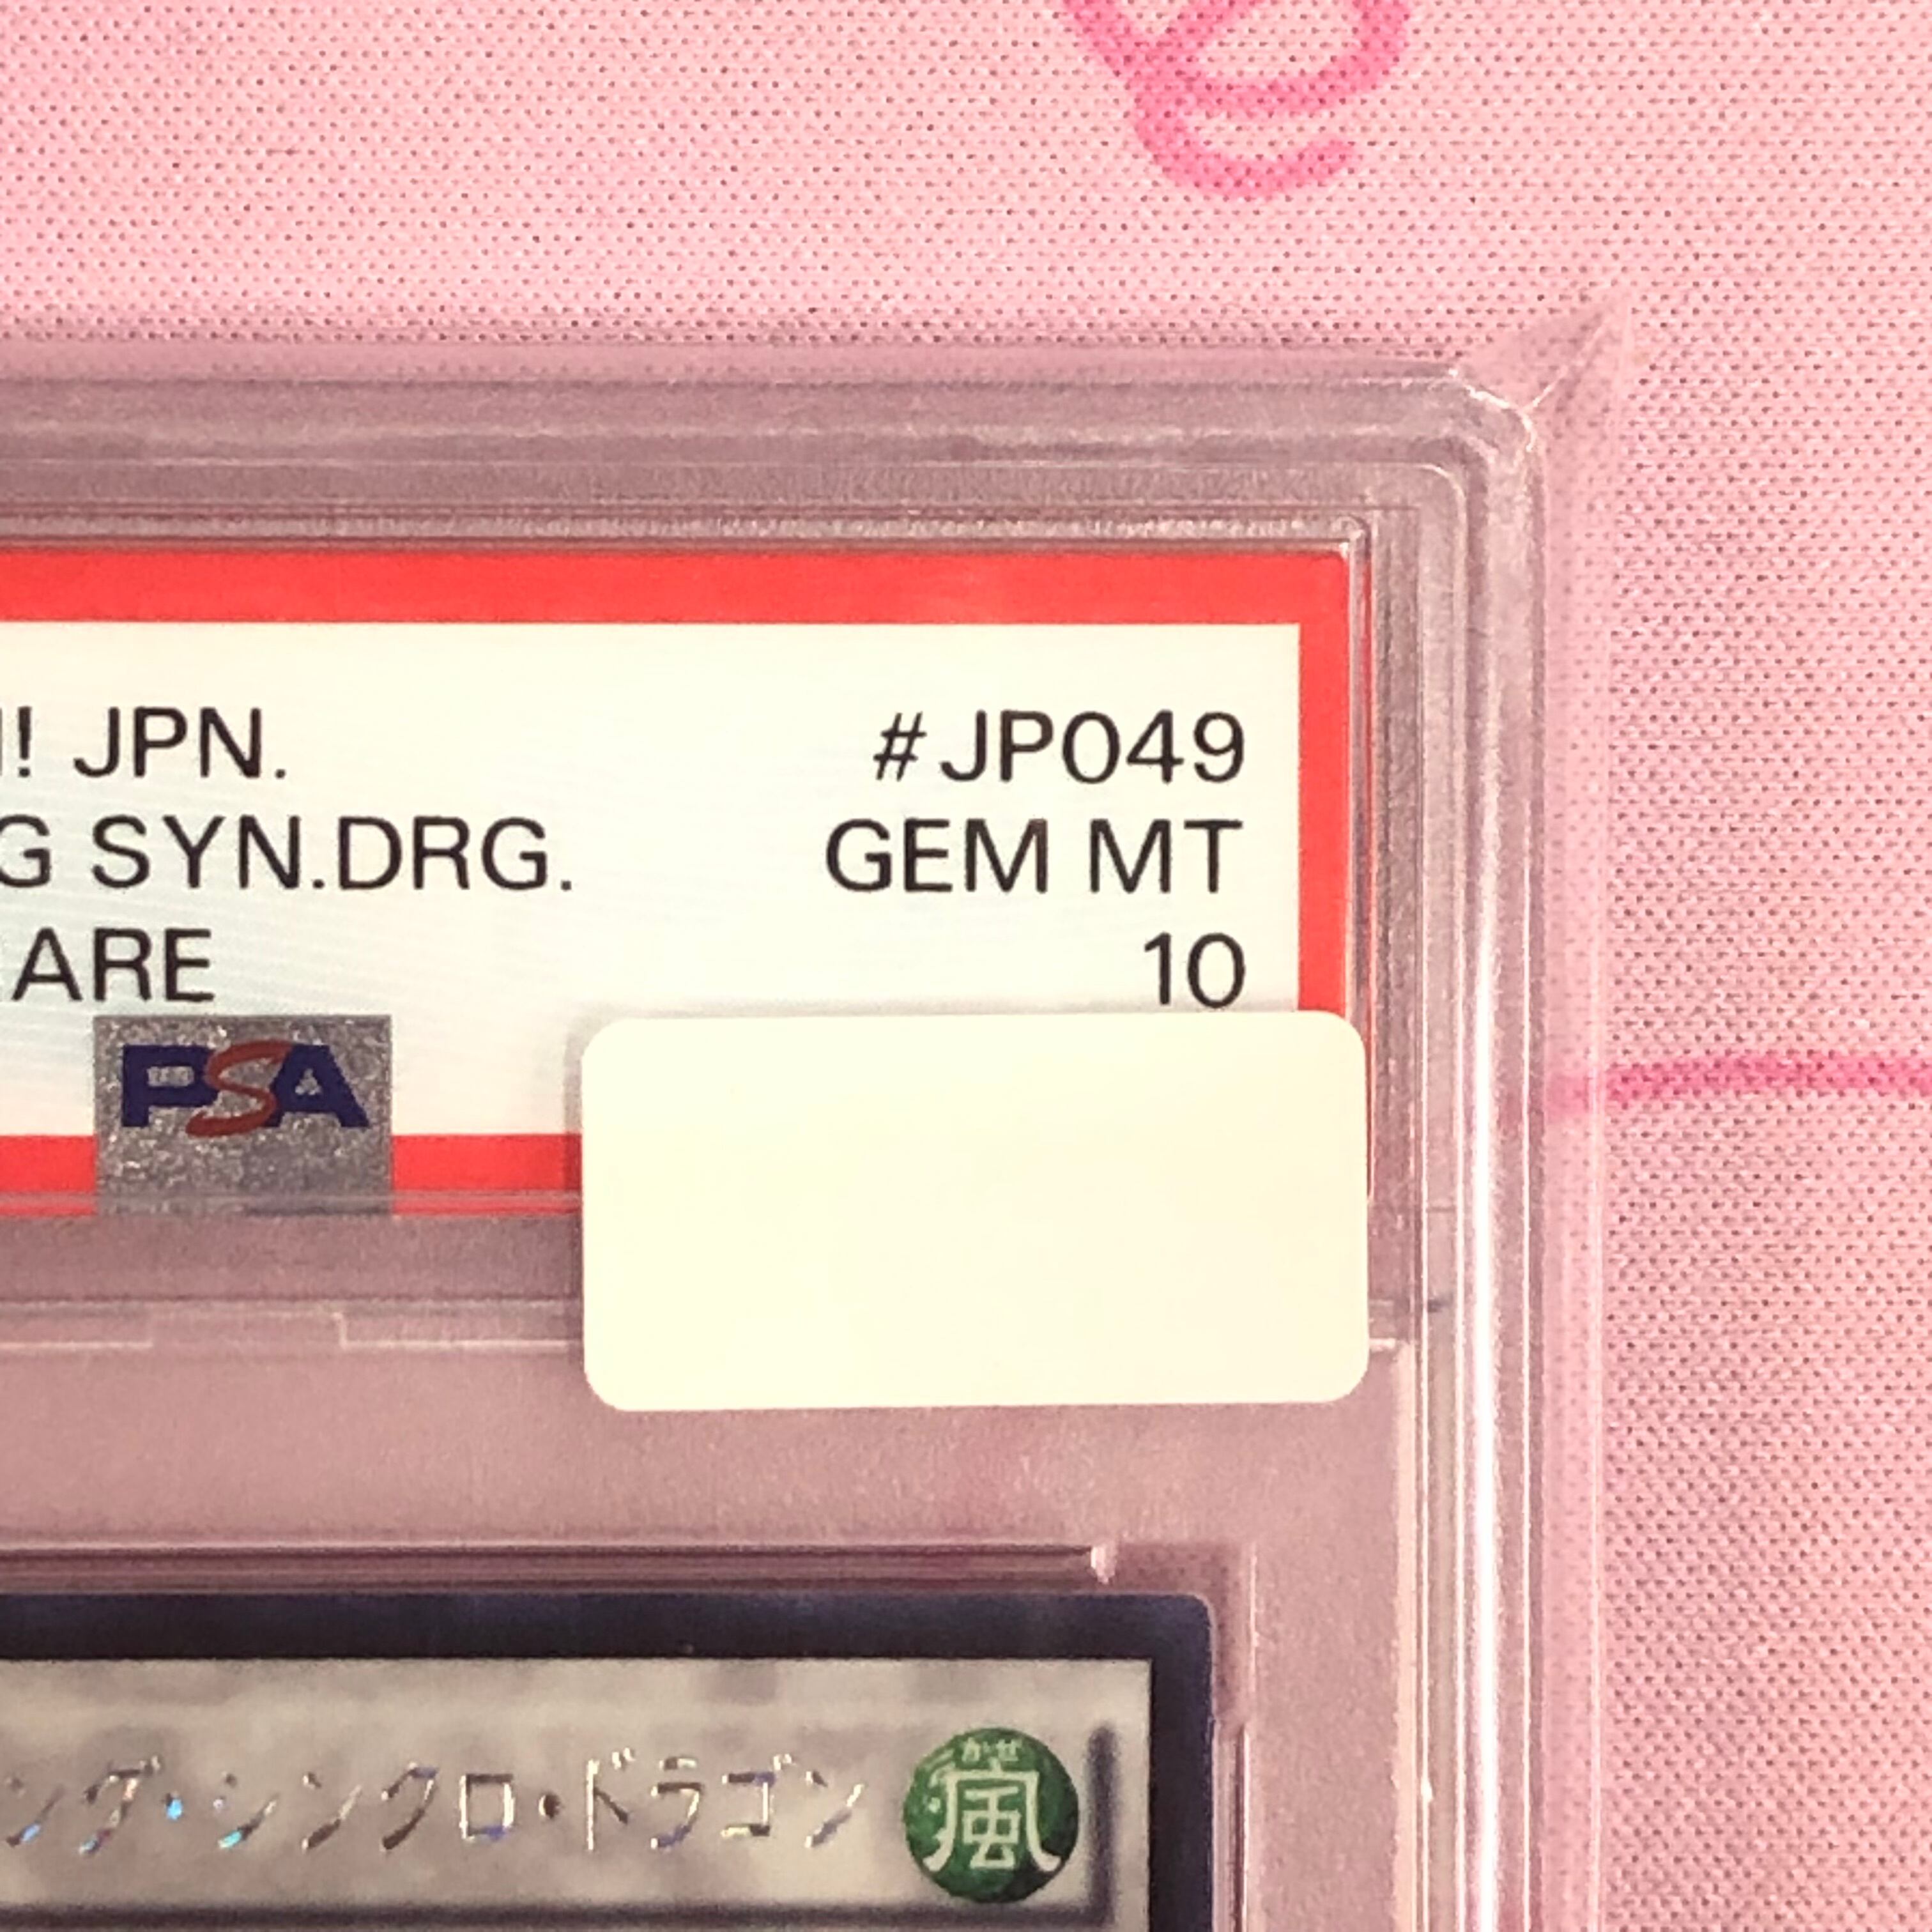 ! JPN. #JP049
G SYN.DRG. GEM MT
ARE 10
PSA
ング・シンクロ・ドラゴン
かぜ
風